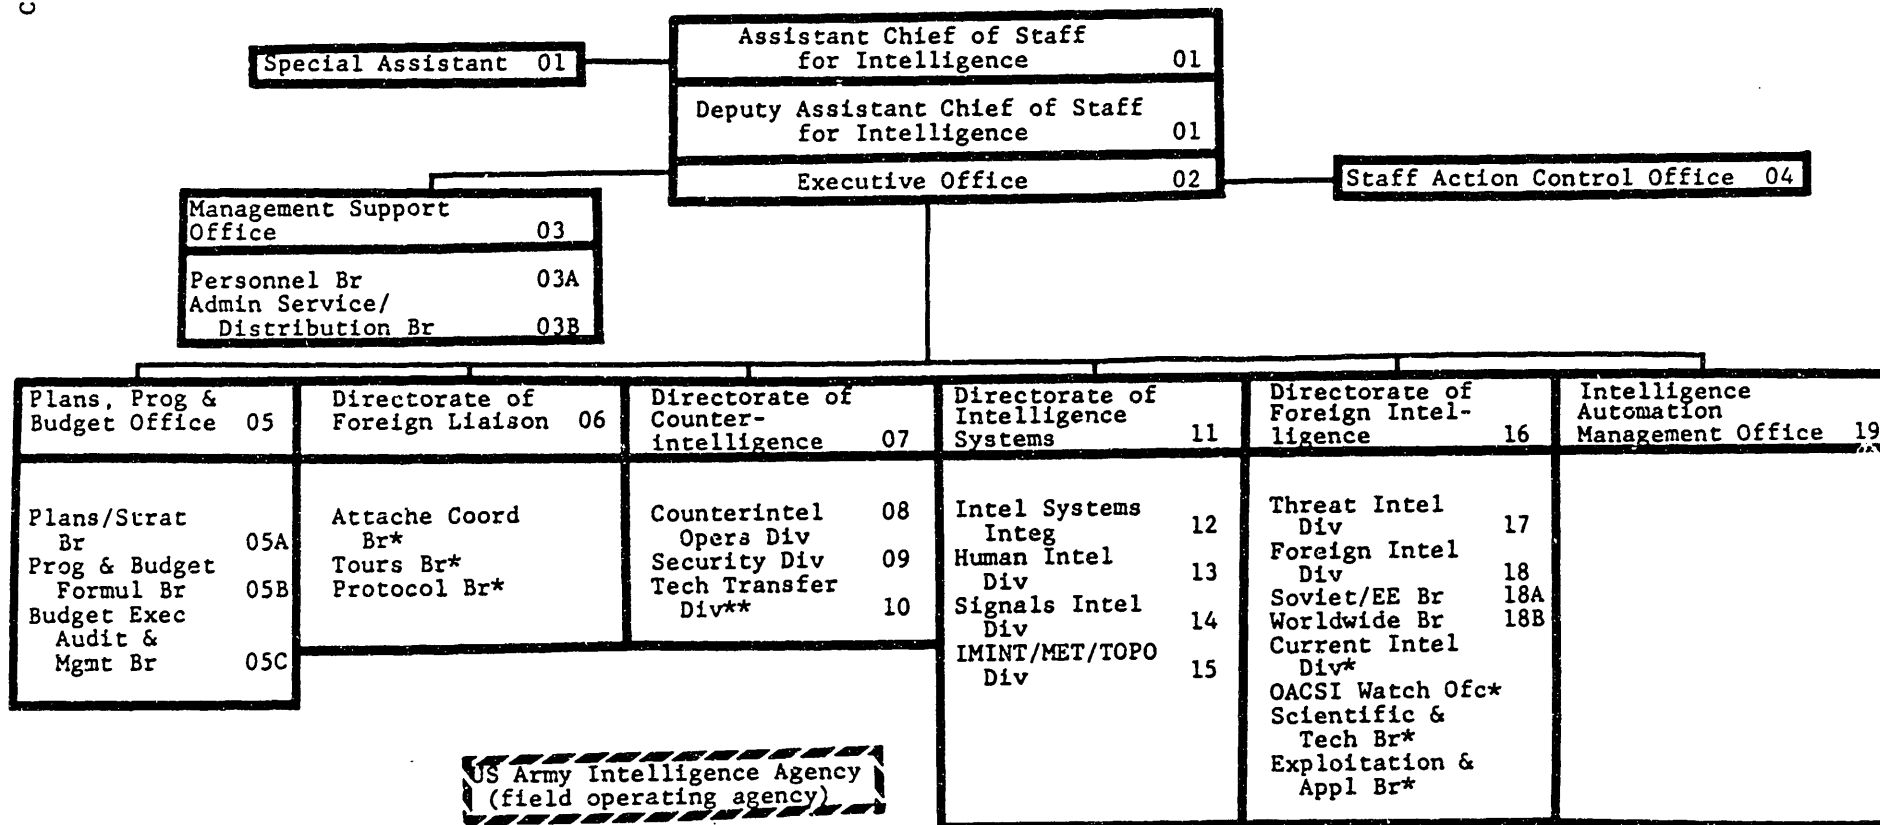 Assistant Chief of Staff
for Intelligence 01
Special Assistant 01
Deputy Assistant Chief of Staff
for Intelligence 01
Executive Office 02
Staff Action Control Office 04
Management Support
Office 03
Personnel Br 03A
Admin Service/
Distribution Br 03B
Plans, Prog &
Budget Office 05
Plans/Strat
Br 05A
Prog & Budget
Formul Br 05B
Budget Exec
Audit &
Mgmt Br 05C
Directorate of
Foreign Liaison 06
Attache Coord
Br*
Tours Br*
Protocol Br*
Directorate of
Counter-
intelligence 07
Counterintel 08
Opers Div
Security Div 09
Tech Transfer
Div** 10
Directorate of
Intelligence
Systems 11
Intel Systems
Integ 12
Human Intel
Div 13
Signals Intel
Div 14
IMINT/MET/TOPO
Div 15
Directorate of
Foreign Intel-
ligence 16
Threat Intel
Div 17
Foreign Intel
Div 18
Soviet/EE Br 18A
Worldwide Br 18B
Current Intel
Div*
OACSI Watch Ofc*
Scientific &
Tech Br*
Exploitation &
Appl Br*
Intelligence
Automation
Management Office 19
US Army Intelligence Agency
(field operating agency)